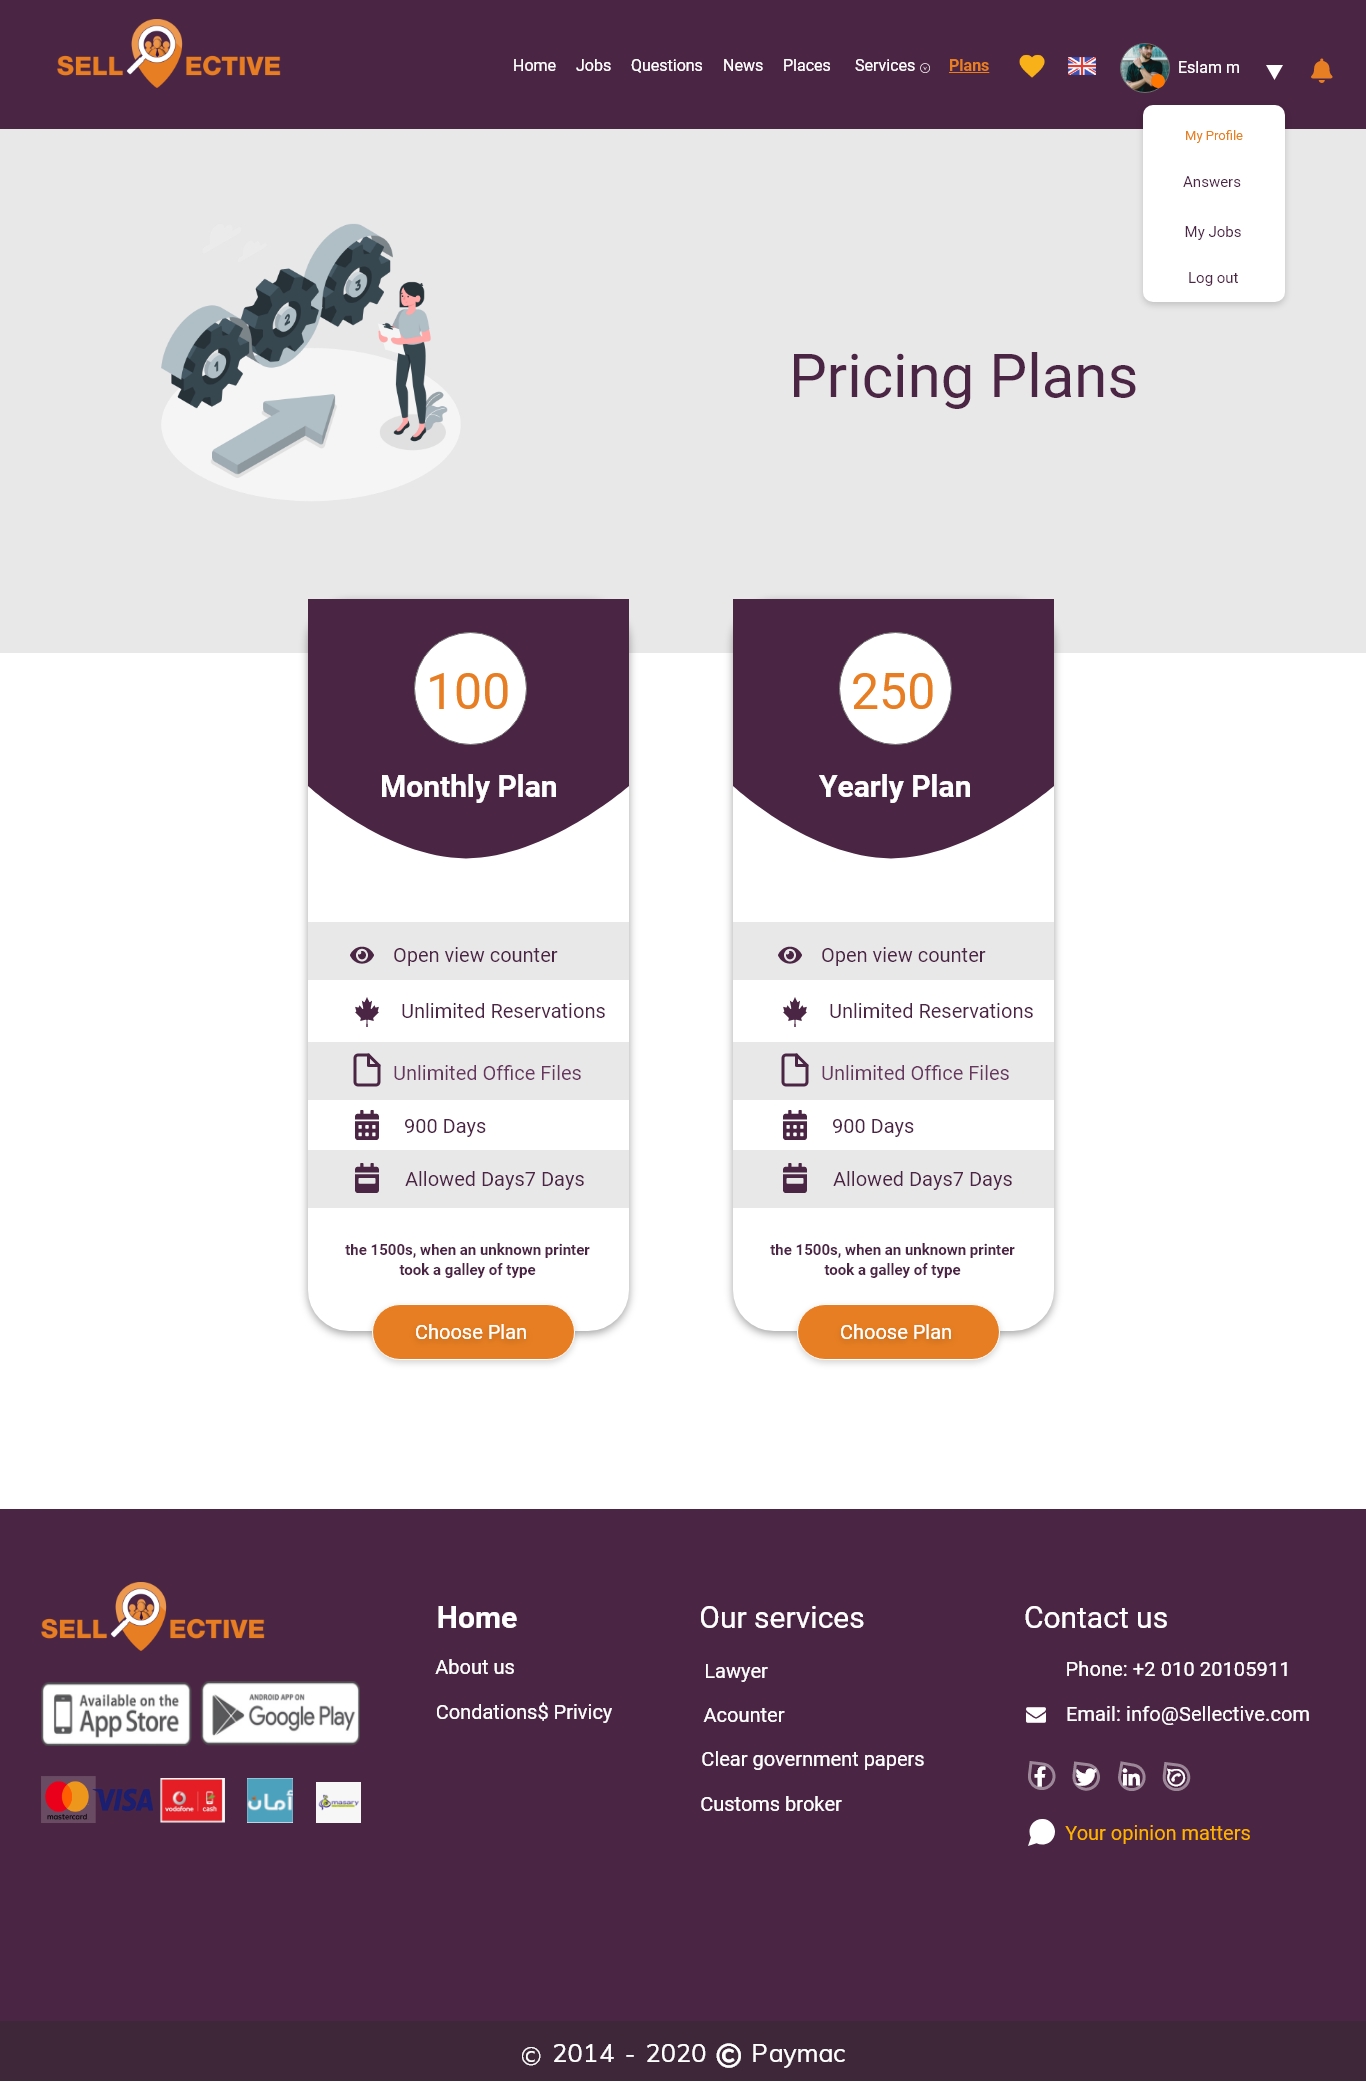 SELL ECTIVE
Home Jobs Questions News Places Services Plans Eslam m
My Profile
Answers
My Jobs
Log out
1
2
3
Pricing Plans
100
Monthly Plan
Open view counter
Unlimited Reservations
Unlimited Office Files
900 Days
Allowed Days7 Days
the 1500s, when an unknown printer
took a galley of type
Choose Plan
250
Yearly Plan
Open view counter
Unlimited Reservations
Unlimited Office Files
900 Days
Allowed Days7 Days
the 1500s, when an unknown printer
took a galley of type
Choose Plan
SELL ECTIVE
Available on the
App Store
ANDROID APP ON
Google Play
mastercard
VISA
vodafone cash
أمان
masary
Home
About us
Condations$ Privicy
Our services
Lawyer
Acounter
Clear government papers
Customs broker
Contact us
Phone: +2 010 20105911
Email: info@Sellective.com
Your opinion matters
© 2014 - 2020 © Paymac